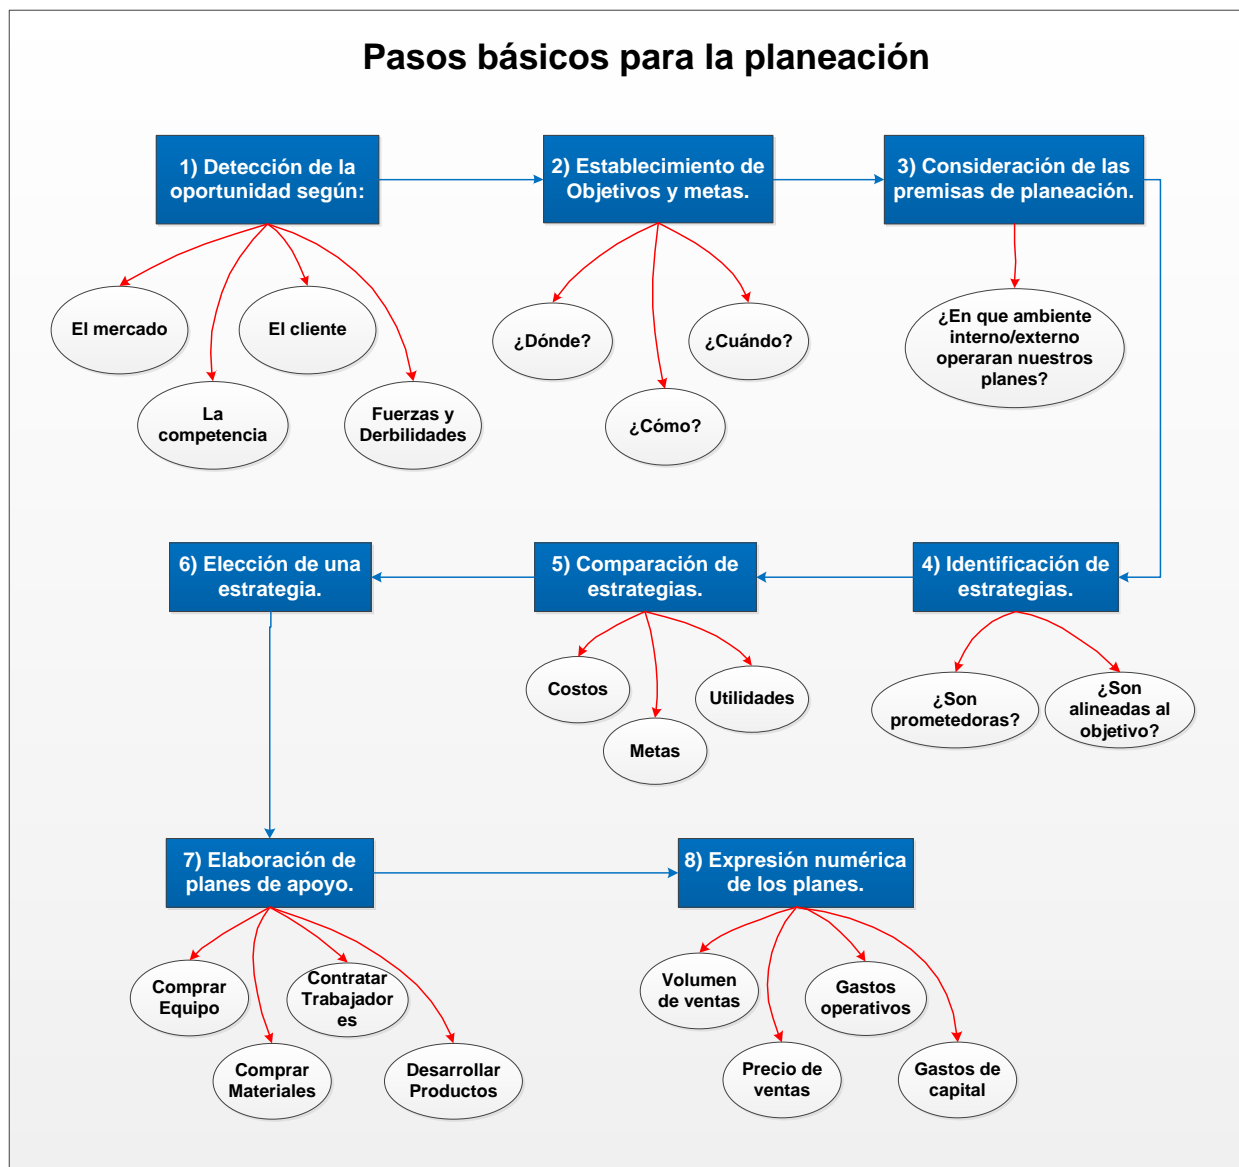 Pasos básicos para la planeación
1) Detección de la
oportunidad según:
2) Establecimiento de
Objetivos y metas.
3) Consideración de las
premisas de planeación.
El mercado
El cliente
La
competencia
Fuerzas y
Derbilidades
¿Dónde?
¿Cuándo?
¿Cómo?
¿En que ambiente
interno/externo
operaran nuestros
planes?
4) Identificación de
estrategias.
5) Comparación de
estrategias.
6) Elección de una
estrategia.
¿Son
prometedoras?
¿Son
alineadas al
objetivo?
Costos
Metas
Utilidades
7) Elaboración de
planes de apoyo.
8) Expresión numérica
de los planes.
Comprar
Equipo
Contratar
Trabajador
es
Comprar
Materiales
Desarrollar
Productos
Volumen
de ventas
Gastos
operativos
Precio de
ventas
Gastos de
capital